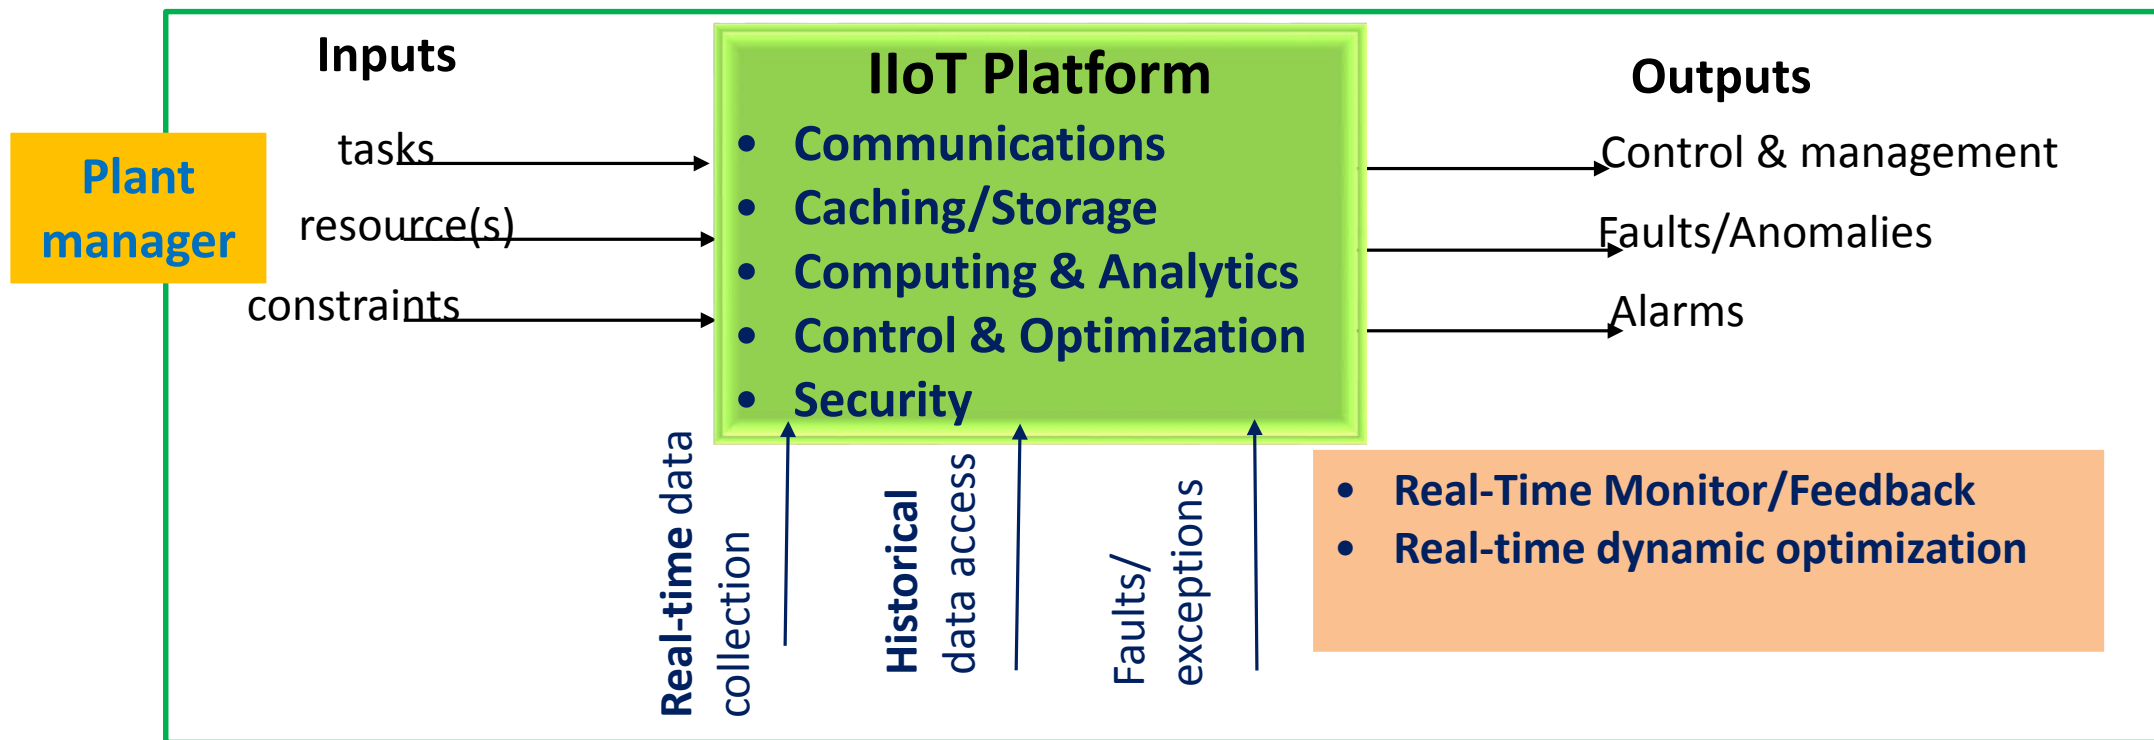 Inputs
IIoT Platform
Outputs
Plant
manager
tasks
resource(s)
constraints
• Communications
• Caching/Storage
• Computing & Analytics
• Control & Optimization
• Security
Control & management
Faults/Anomalies
Alarms
Real-time data
collection
Historical
data access
Faults/
exceptions
• Real-Time Monitor/Feedback
• Real-time dynamic optimization